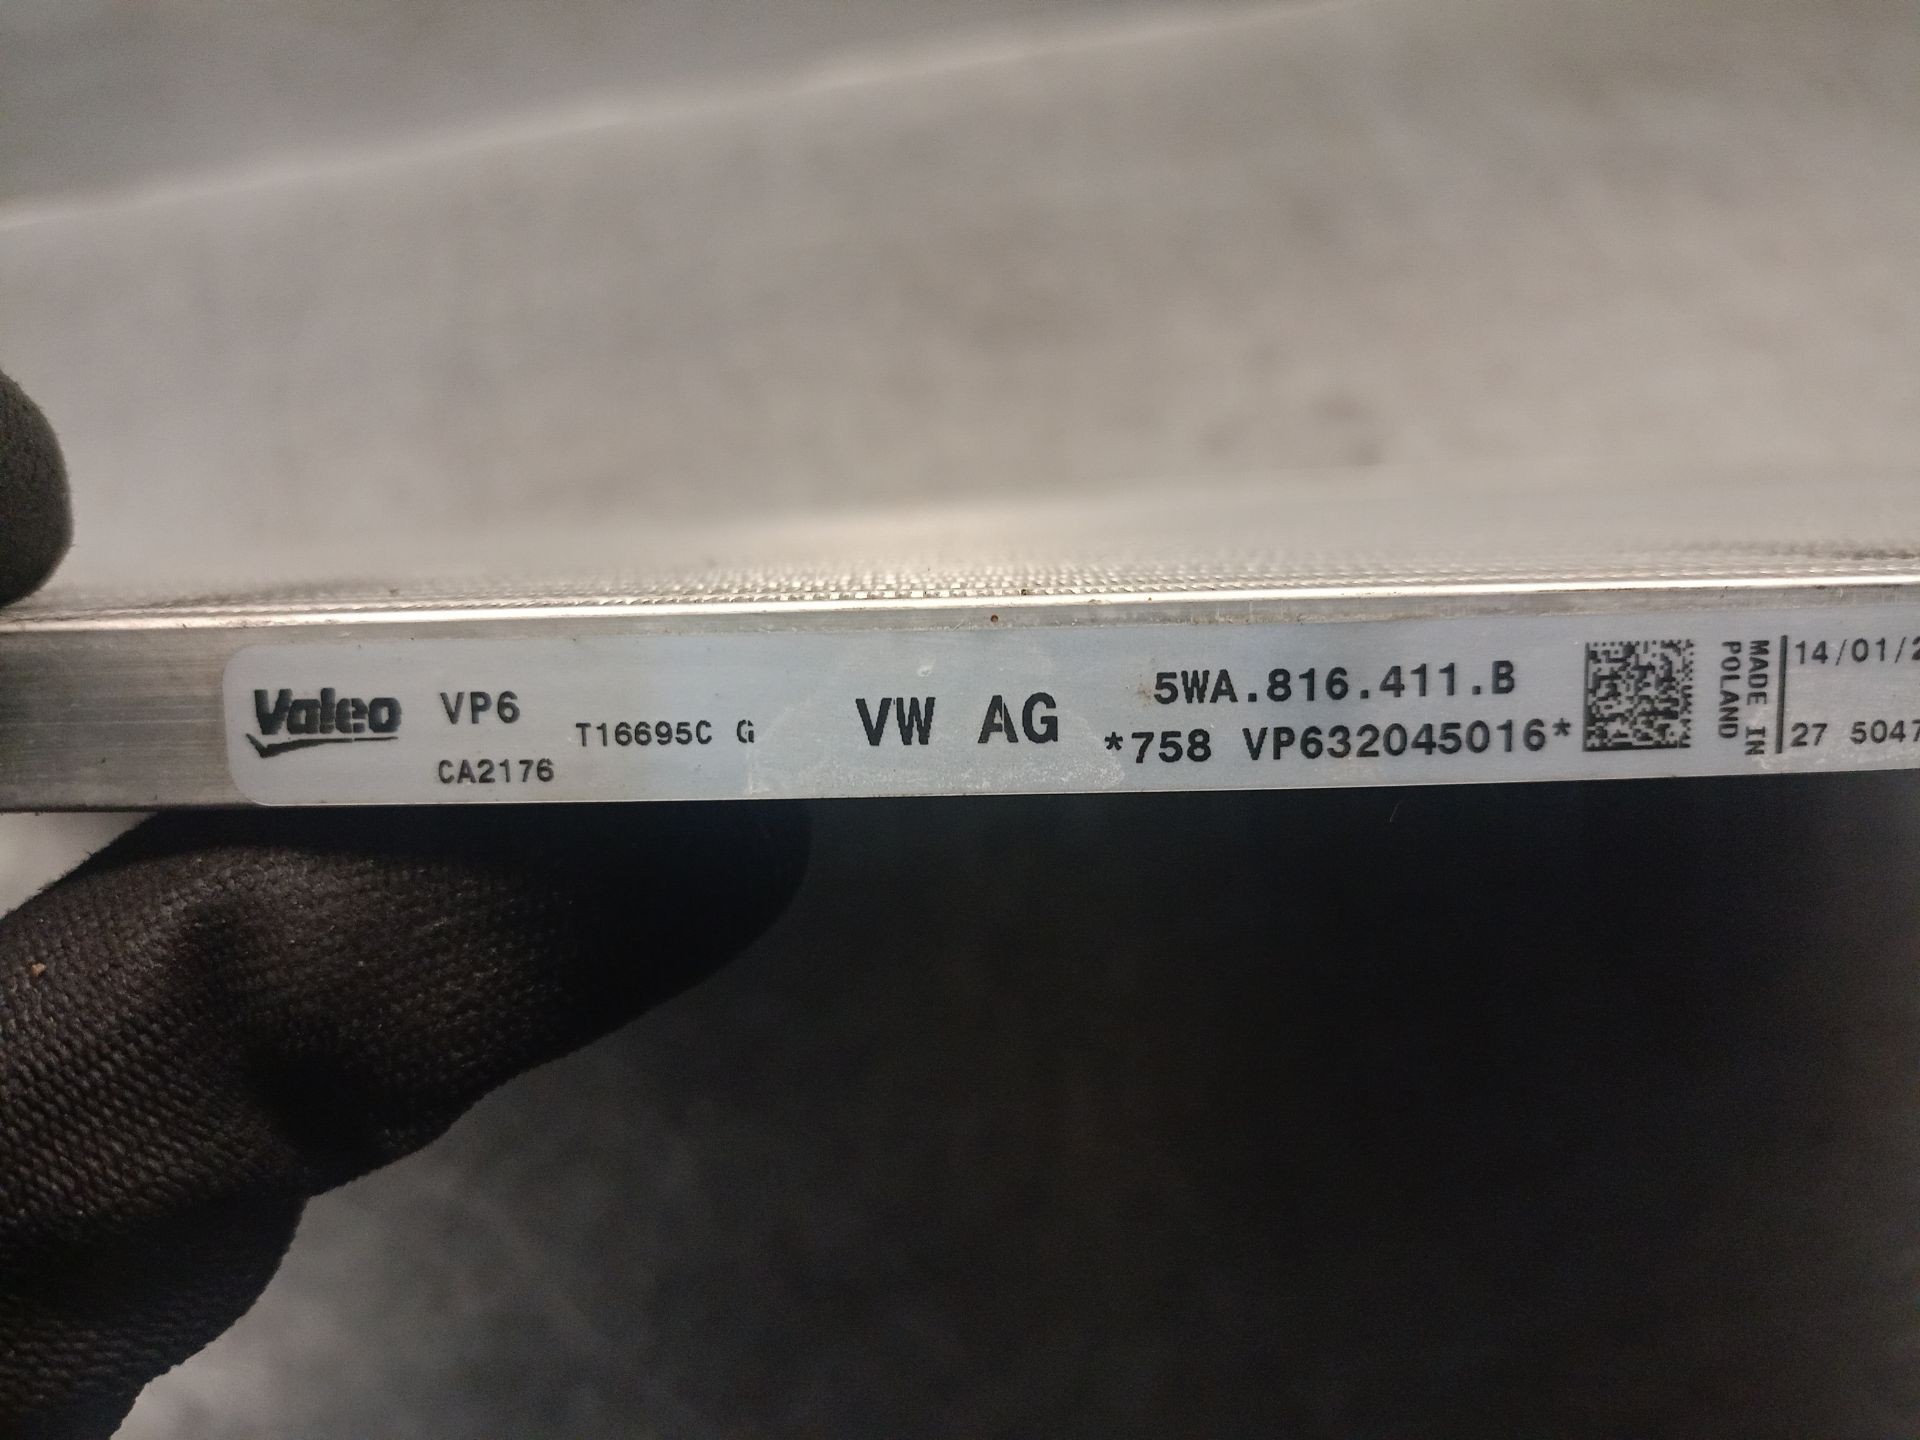 Valeo VP6
CA2176
T16695C G
VW AG
5WA.816.411.B
*758 VP632045016*
MADE IN
POLAND
14/01/2
27 5047